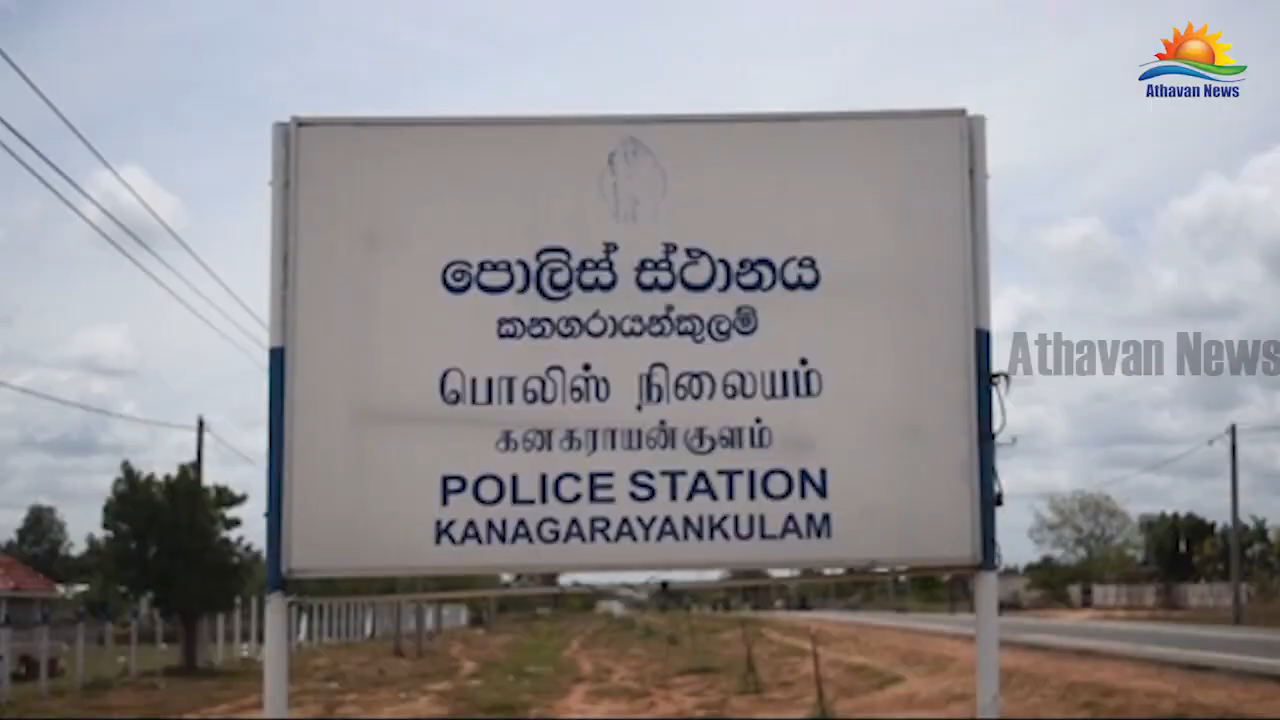 Athavan News
පොලිස් ස්ථානය
කනගරායන්කුලම්
Athavan News
பொலிஸ் நிலையம்
கனகராயன்குளம்
POLICE STATION
KANAGARAYANKULAM